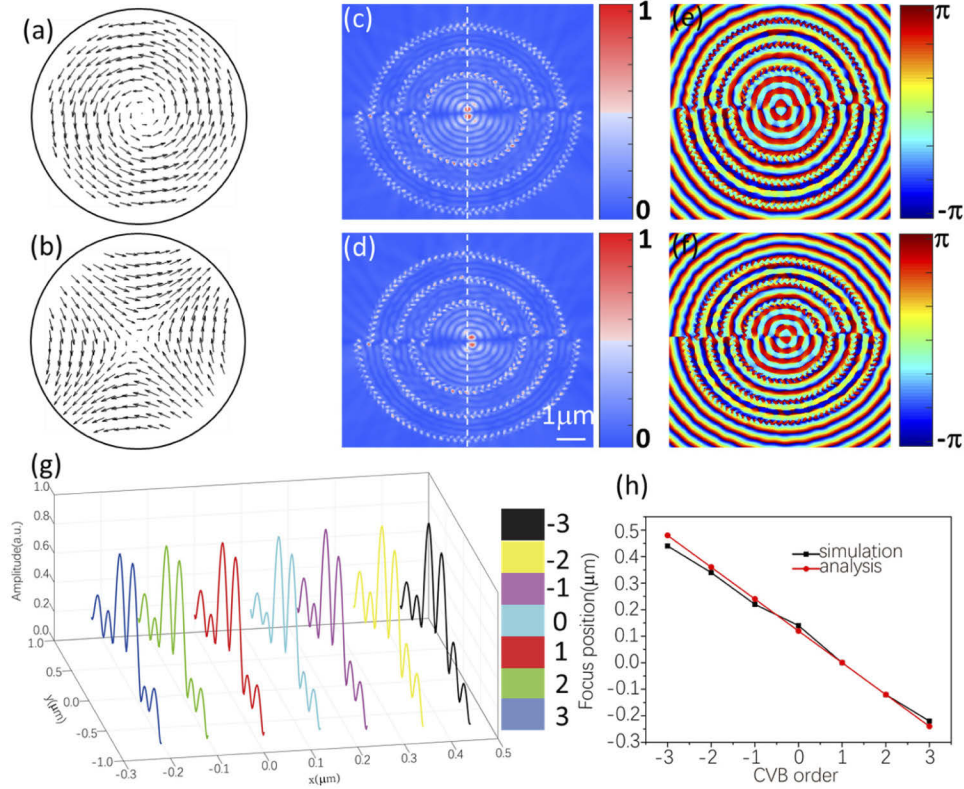 (a)
(b)
(c)
1
0
(d)
1μm
1
0
(e)
π
-π
(f)
π
-π
(g)
Amplitude(a.u.)
1.0
0.8
0.6
0.4
0.2
0.0
1.0
0.5
0.0
-0.5
-1.0
y(μm)
-0.3
-0.2
-0.1
0.0
0.1
0.2
0.3
0.4
0.5
x(μm)
-3
-2
-1
0
1
2
3
(h)
Focus position(μm)
0.5
0.4
0.3
0.2
0.1
0.0
-0.1
-0.2
-0.3
simulation
analysis
-3 -2 -1 0 1 2 3
CVB order